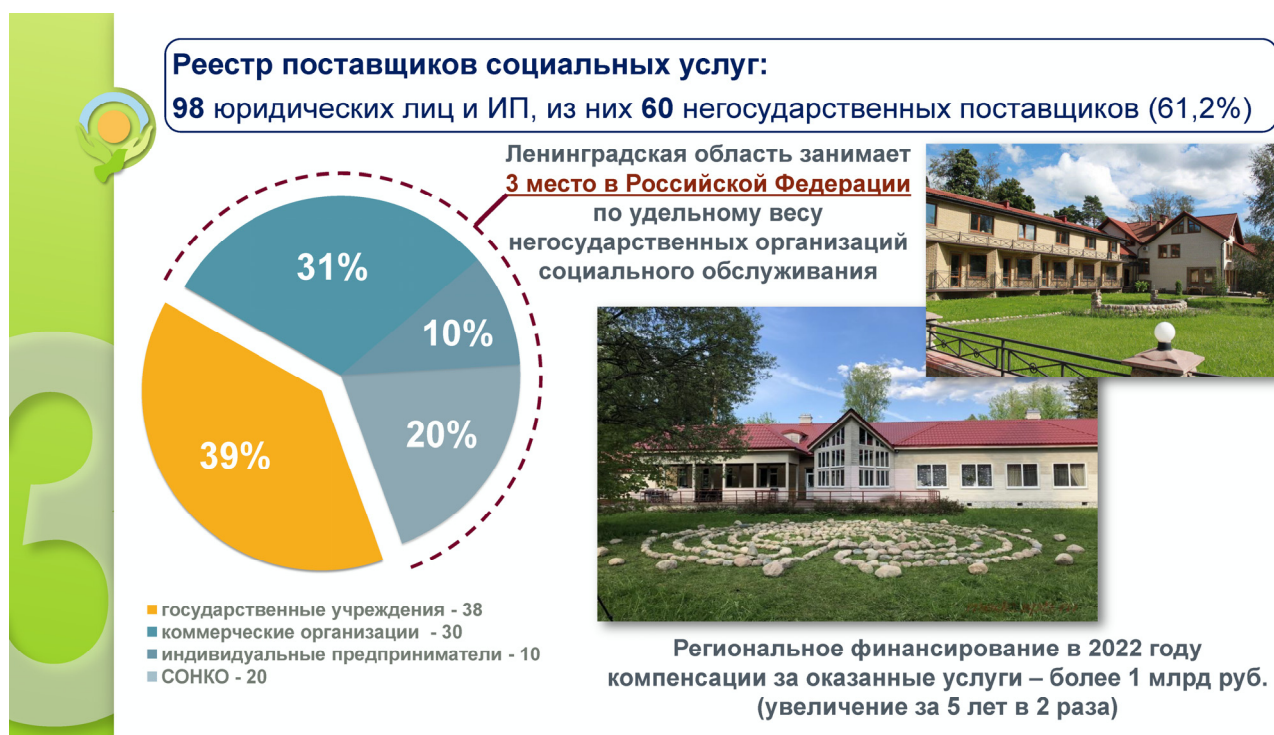 Реестр поставщиков социальных услуг:
98 юридических лиц и ИП, из них 60 негосударственных поставщиков (61,2%)
Ленинградская область занимает
3 место в Российской Федерации
по удельному весу
негосударственных организаций
социального обслуживания
31%
10%
20%
39%
3
государственные учреждения - 38
коммерческие организации - 30
индивидуальные предприниматели - 10
СОНКО - 20
Региональное финансирование в 2022 году
компенсации за оказанные услуги – более 1 млрд руб.
(увеличение за 5 лет в 2 раза)